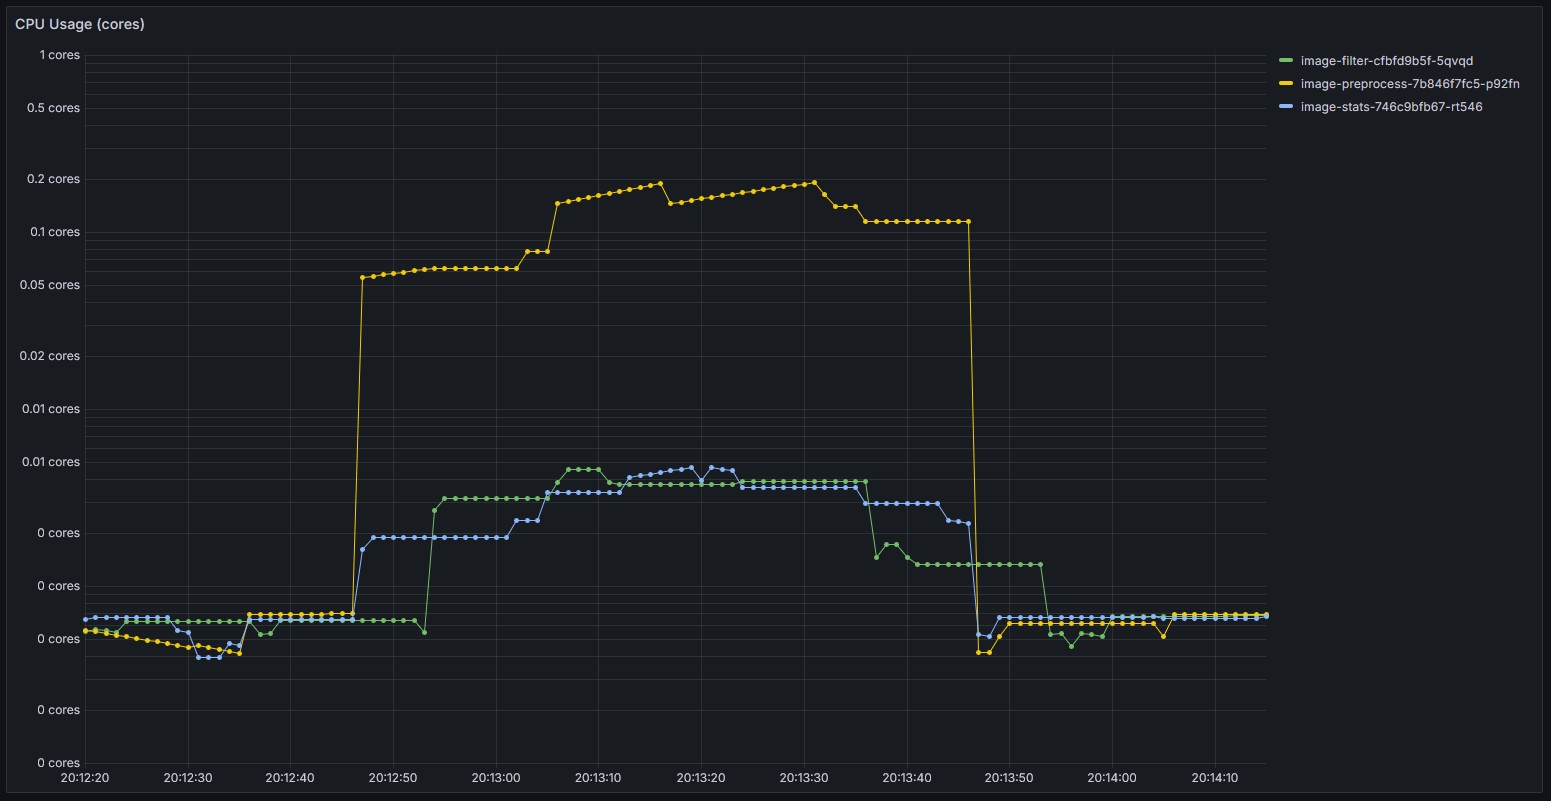 CPU Usage (cores)
1 cores
0.5 cores
0.2 cores
0.1 cores
0.05 cores
0.02 cores
0.01 cores
0.01 cores
0 cores
0 cores
0 cores
0 cores
0 cores
20:12:20 20:12:30 20:12:40 20:12:50 20:13:00 20:13:10 20:13:20 20:13:30 20:13:40 20:13:50 20:14:00 20:14:10
image-filter-cfbfd9b5f-5qvqd
image-preprocess-7b846f7fc5-p92fn
image-stats-746c9bfb67-rt546